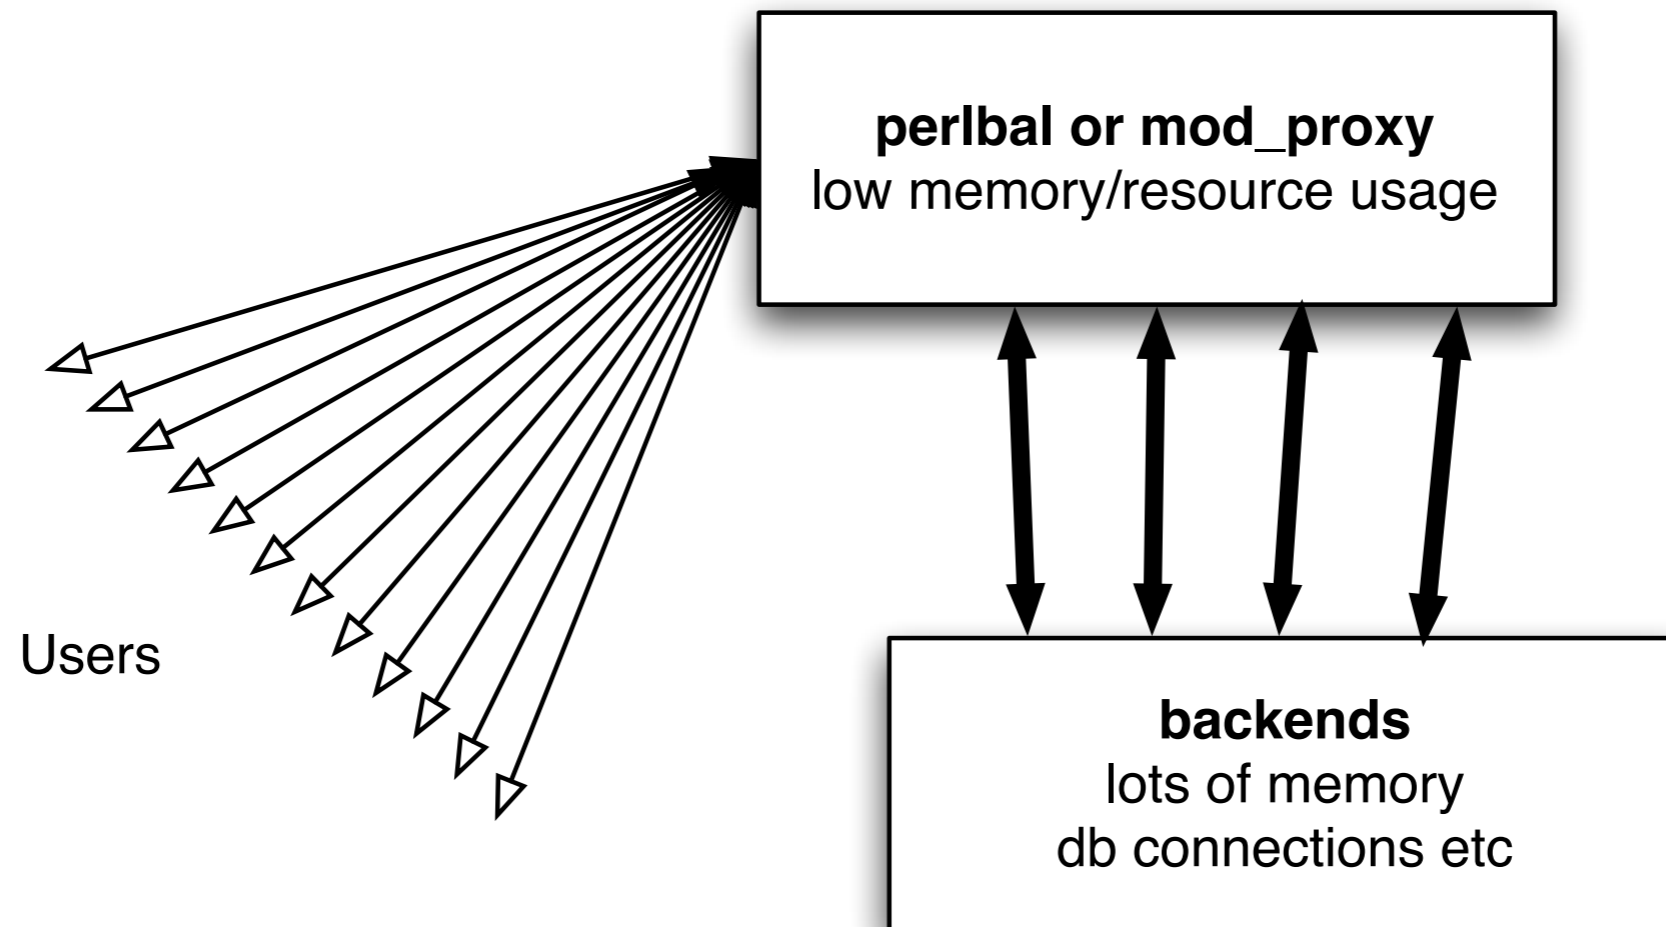 perlbal or mod_proxy
low memory/resource usage
Users
backends
lots of memory
db connections etc